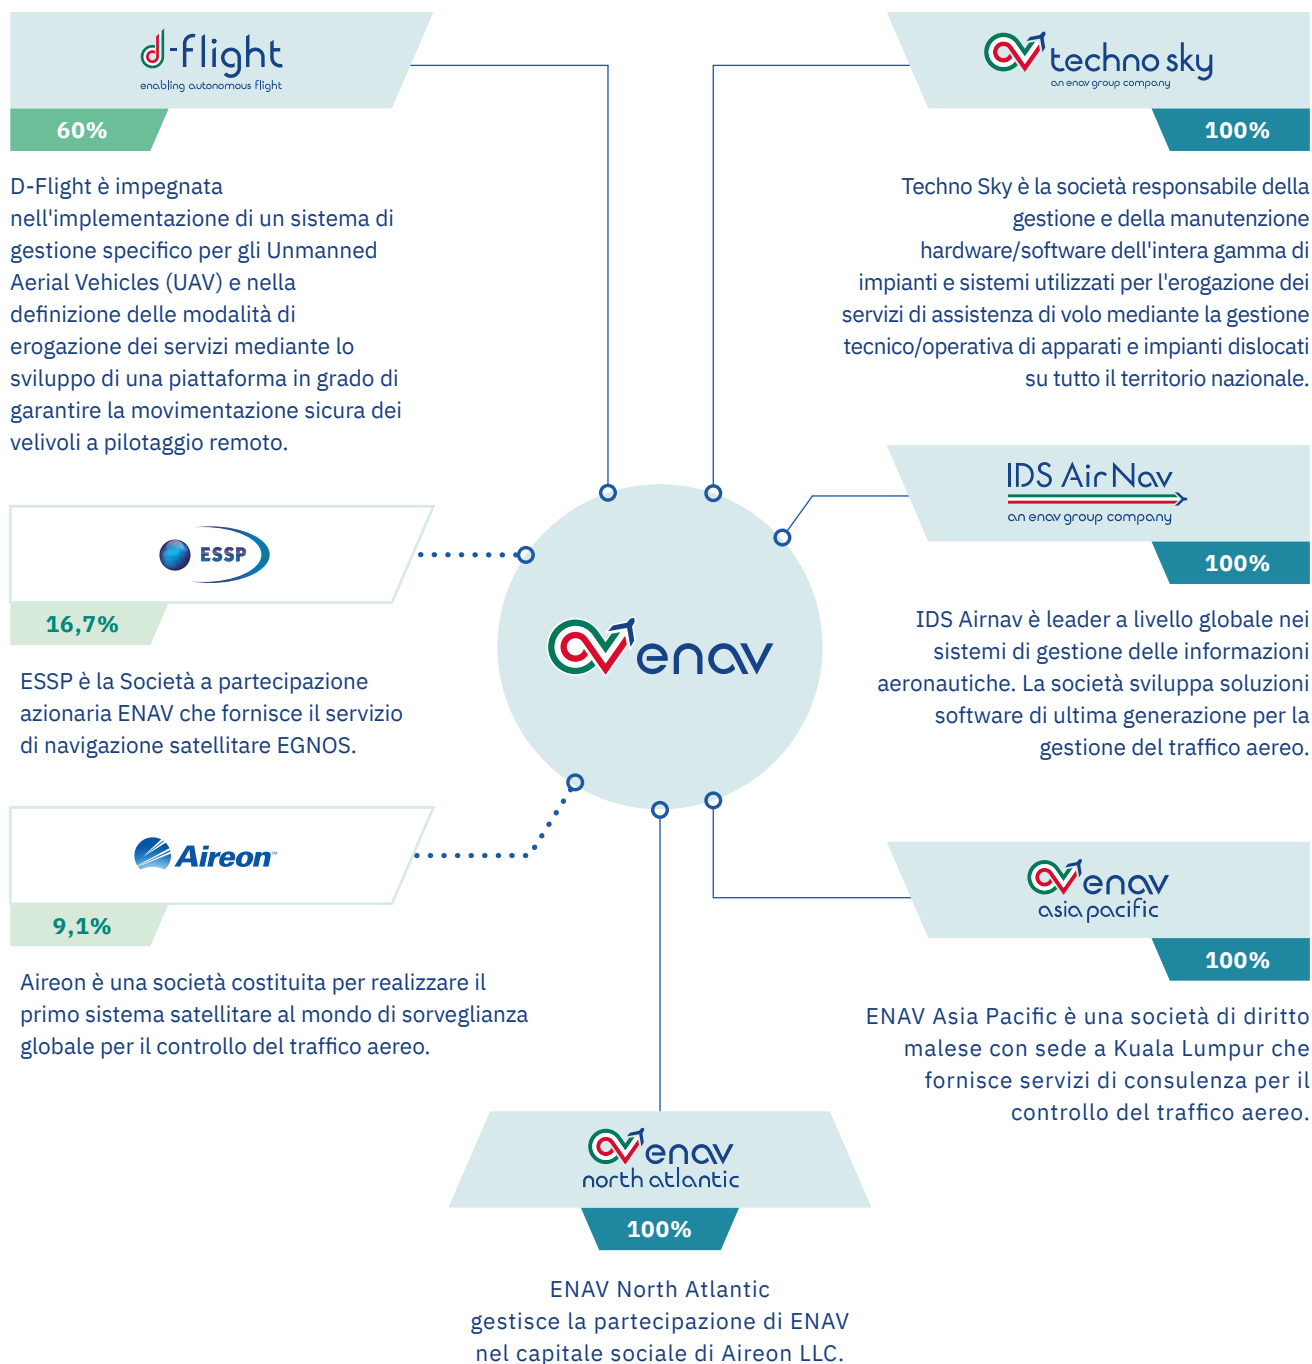 d-flight
enabling autonomous flight
60%
D-Flight è impegnata
nell'implementazione di un sistema di
gestione specifico per gli Unmanned
Aerial Vehicles (UAV) e nella
definizione delle modalità di
erogazione dei servizi mediante lo
sviluppo di una piattaforma in grado di
garantire la movimentazione sicura dei
velivoli a pilotaggio remoto.
techno sky
an enav group company
100%
Techno Sky è la società responsabile della
gestione e della manutenzione
hardware/software dell'intera gamma di
impianti e sistemi utilizzati per l'erogazione dei
servizi di assistenza di volo mediante la gestione
tecnico/operativa di apparati e impianti dislocati
su tutto il territorio nazionale.
ESSP
16,7%
ESSP è la Società a partecipazione
azionaria ENAV che fornisce il servizio
di navigazione satellitare EGNOS.
enav
IDS AirNav
an enav group company
100%
IDS Airnav è leader a livello globale nei
sistemi di gestione delle informazioni
aeronautiche. La società sviluppa soluzioni
software di ultima generazione per la
gestione del traffico aereo.
Aireon
9,1%
Aireon è una società costituita per realizzare il
primo sistema satellitare al mondo di sorveglianza
globale per il controllo del traffico aereo.
enav
asia pacific
100%
ENAV Asia Pacific è una società di diritto
malese con sede a Kuala Lumpur che
fornisce servizi di consulenza per il
controllo del traffico aereo.
enav
north atlantic
100%
ENAV North Atlantic
gestisce la partecipazione di ENAV
nel capitale sociale di Aireon LLC.